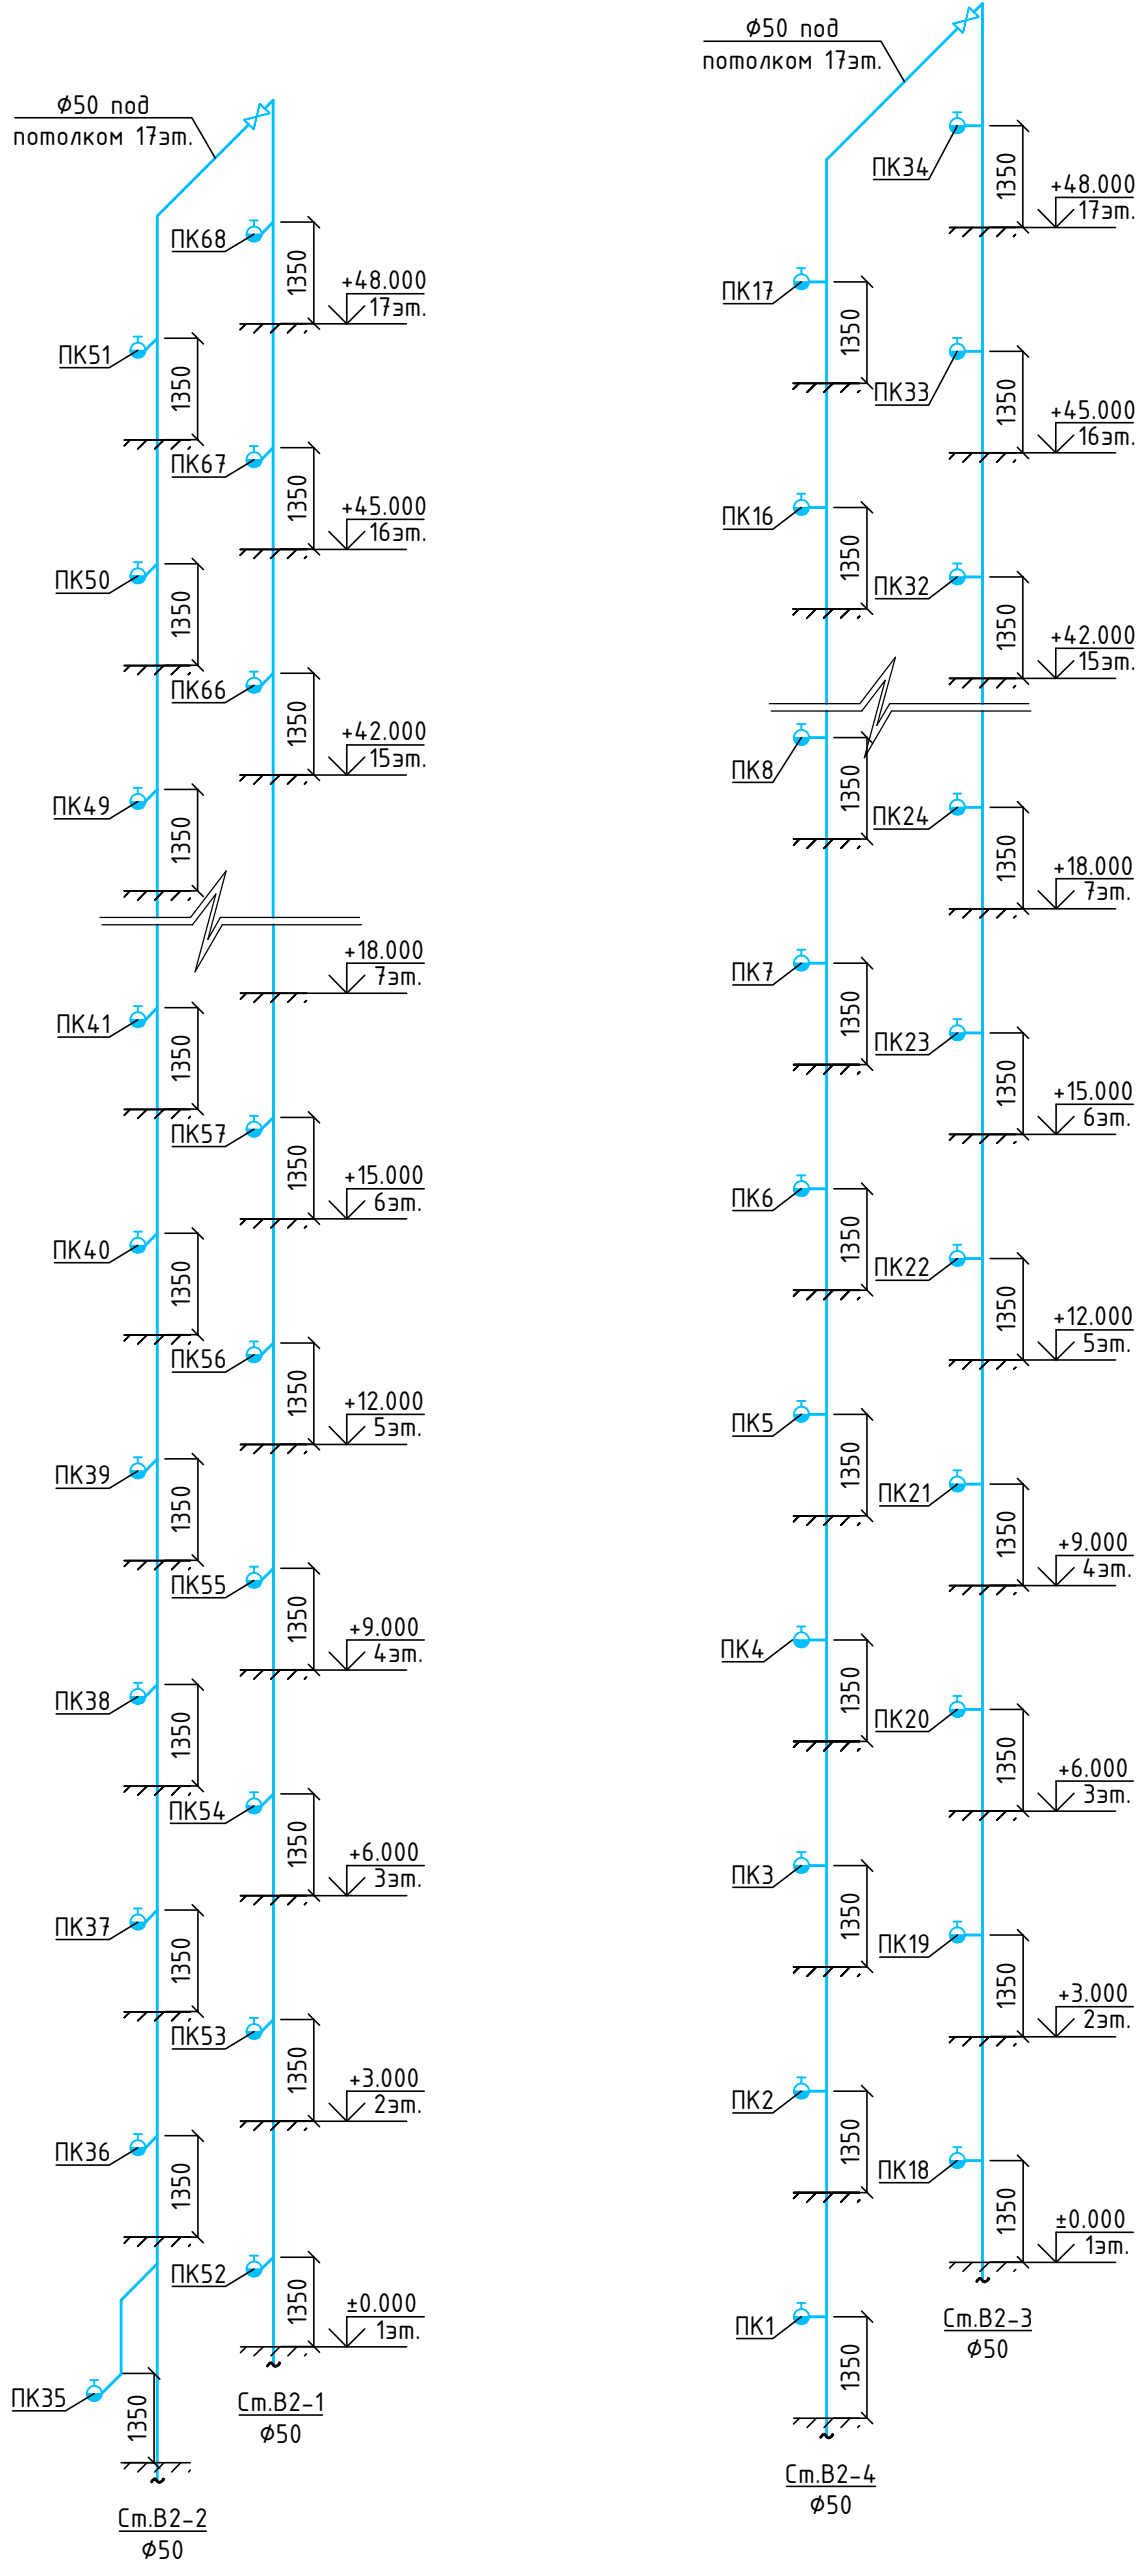 Ф50 под
потолком 17эт.
ПК68
1350
+48.000
17эт.
ПК51
1350
ПК67
1350
+45.000
16эт.
ПК50
1350
ПК66
1350
+42.000
15эт.
ПК49
1350
+18.000
7эт.
ПК41
1350
ПК57
1350
+15.000
6эт.
ПК40
1350
ПК56
1350
+12.000
5эт.
ПК39
1350
ПК55
1350
+9.000
4эт.
ПК38
1350
ПК54
1350
+6.000
3эт.
ПК37
1350
ПК53
1350
+3.000
2эт.
ПК36
1350
ПК52
1350
±0.000
1эт.
ПК35
1350
Ст.В2-1
Ф50
Ст.В2-2
Ф50
Ф50 под
потолком 17эт.
ПК34
1350
+48.000
17эт.
ПК17
1350
ПК33
1350
+45.000
16эт.
ПК16
1350
ПК32
1350
+42.000
15эт.
ПК8
1350
ПК24
1350
+18.000
7эт.
ПК7
1350
ПК23
1350
+15.000
6эт.
ПК6
1350
ПК22
1350
+12.000
5эт.
ПК5
1350
ПК21
1350
+9.000
4эт.
ПК4
1350
ПК20
1350
+6.000
3эт.
ПК3
1350
ПК19
1350
+3.000
2эт.
ПК2
1350
ПК18
1350
±0.000
1эт.
ПК1
1350
Ст.В2-3
Ф50
Ст.В2-4
Ф50